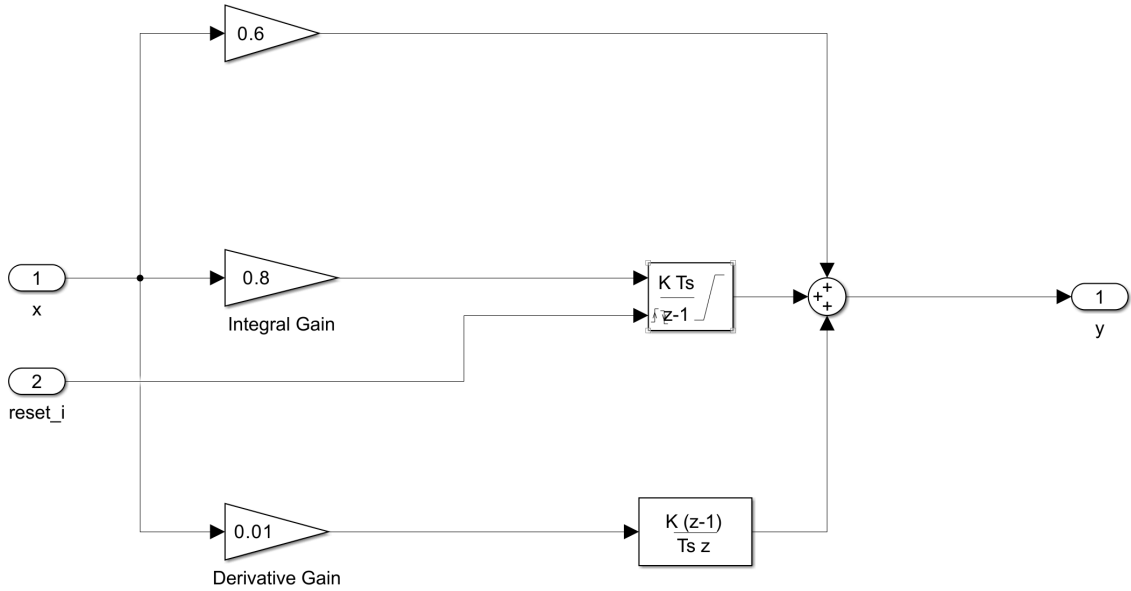 0.6
1
x
0.8
Integral Gain
K Ts
z-1
+
+
+
1
y
2
reset_i
0.01
Derivative Gain
K (z-1)
Ts z